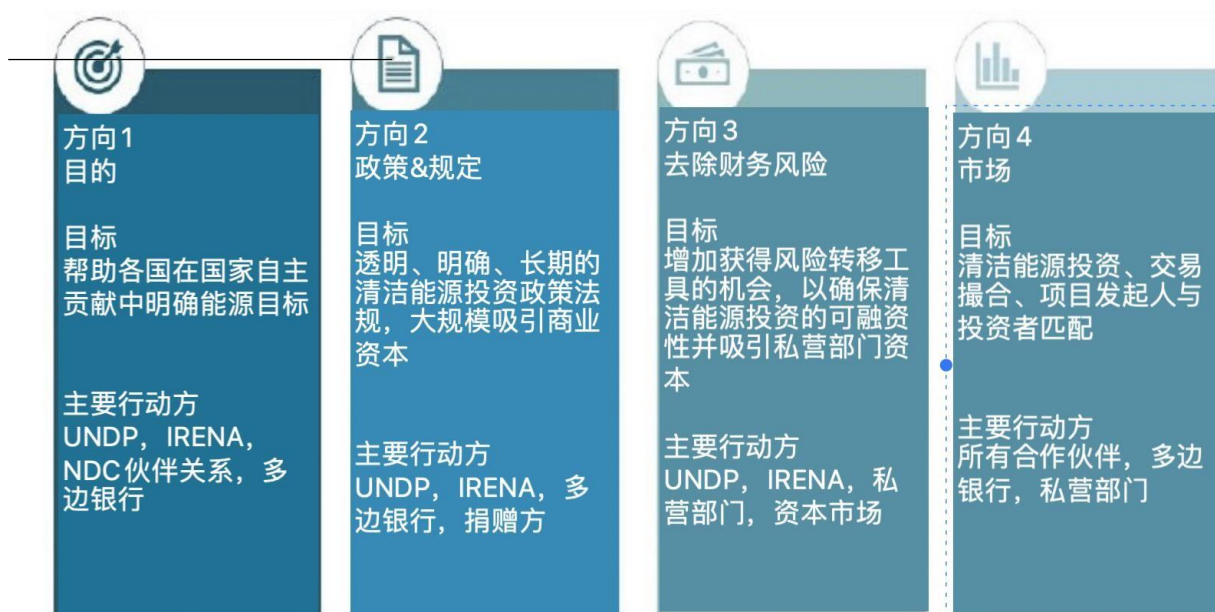 方向1
目的
目标
帮助各国在国家自主
贡献中明确能源目标
主要行动方
UNDP，IRENA，
NDC伙伴关系，多
边银行
方向2
政策&规定
目标
透明、明确、长期的
清洁能源投资政策法
规，大规模吸引商业
资本
主要行动方
UNDP，IRENA，多
边银行，捐赠方
方向3
去除财务风险
目标
增加获得风险转移工
具的机会，以确保清
洁能源投资的可融资
性并吸引私营部门资
本
主要行动方
UNDP，IRENA，私
营部门，资本市场
方向4
市场
目标
清洁能源投资、交易
撮合、项目发起人与
投资者匹配
主要行动方
所有合作伙伴，多边
银行，私营部门